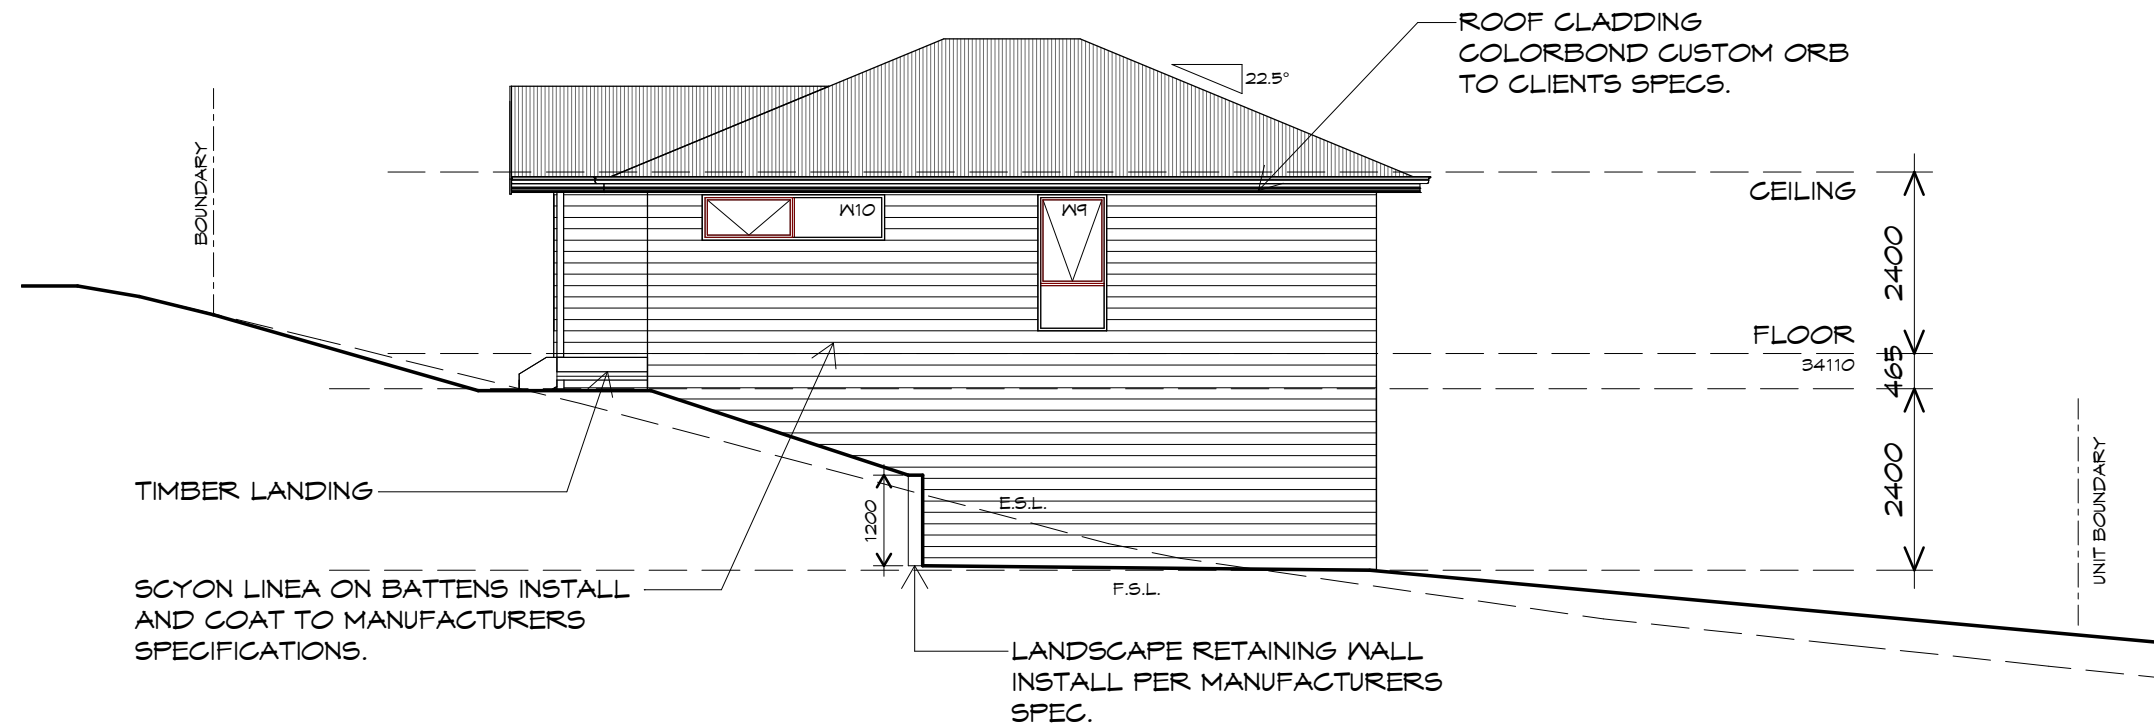 ROOF CLADDING
COLORBOND CUSTOM ORB
TO CLIENTS SPECS.
22.5°
BOUNDARY
CEILING
2400
W10
W9
FLOOR
34110
465
2400
UNIT BOUNDARY
TIMBER LANDING
1200
E.S.L.
F.S.L.
SCYON LINEA ON BATTENS INSTALL
AND COAT TO MANUFACTURERS
SPECIFICATIONS.
LANDSCAPE RETAINING WALL
INSTALL PER MANUFACTURERS
SPEC.